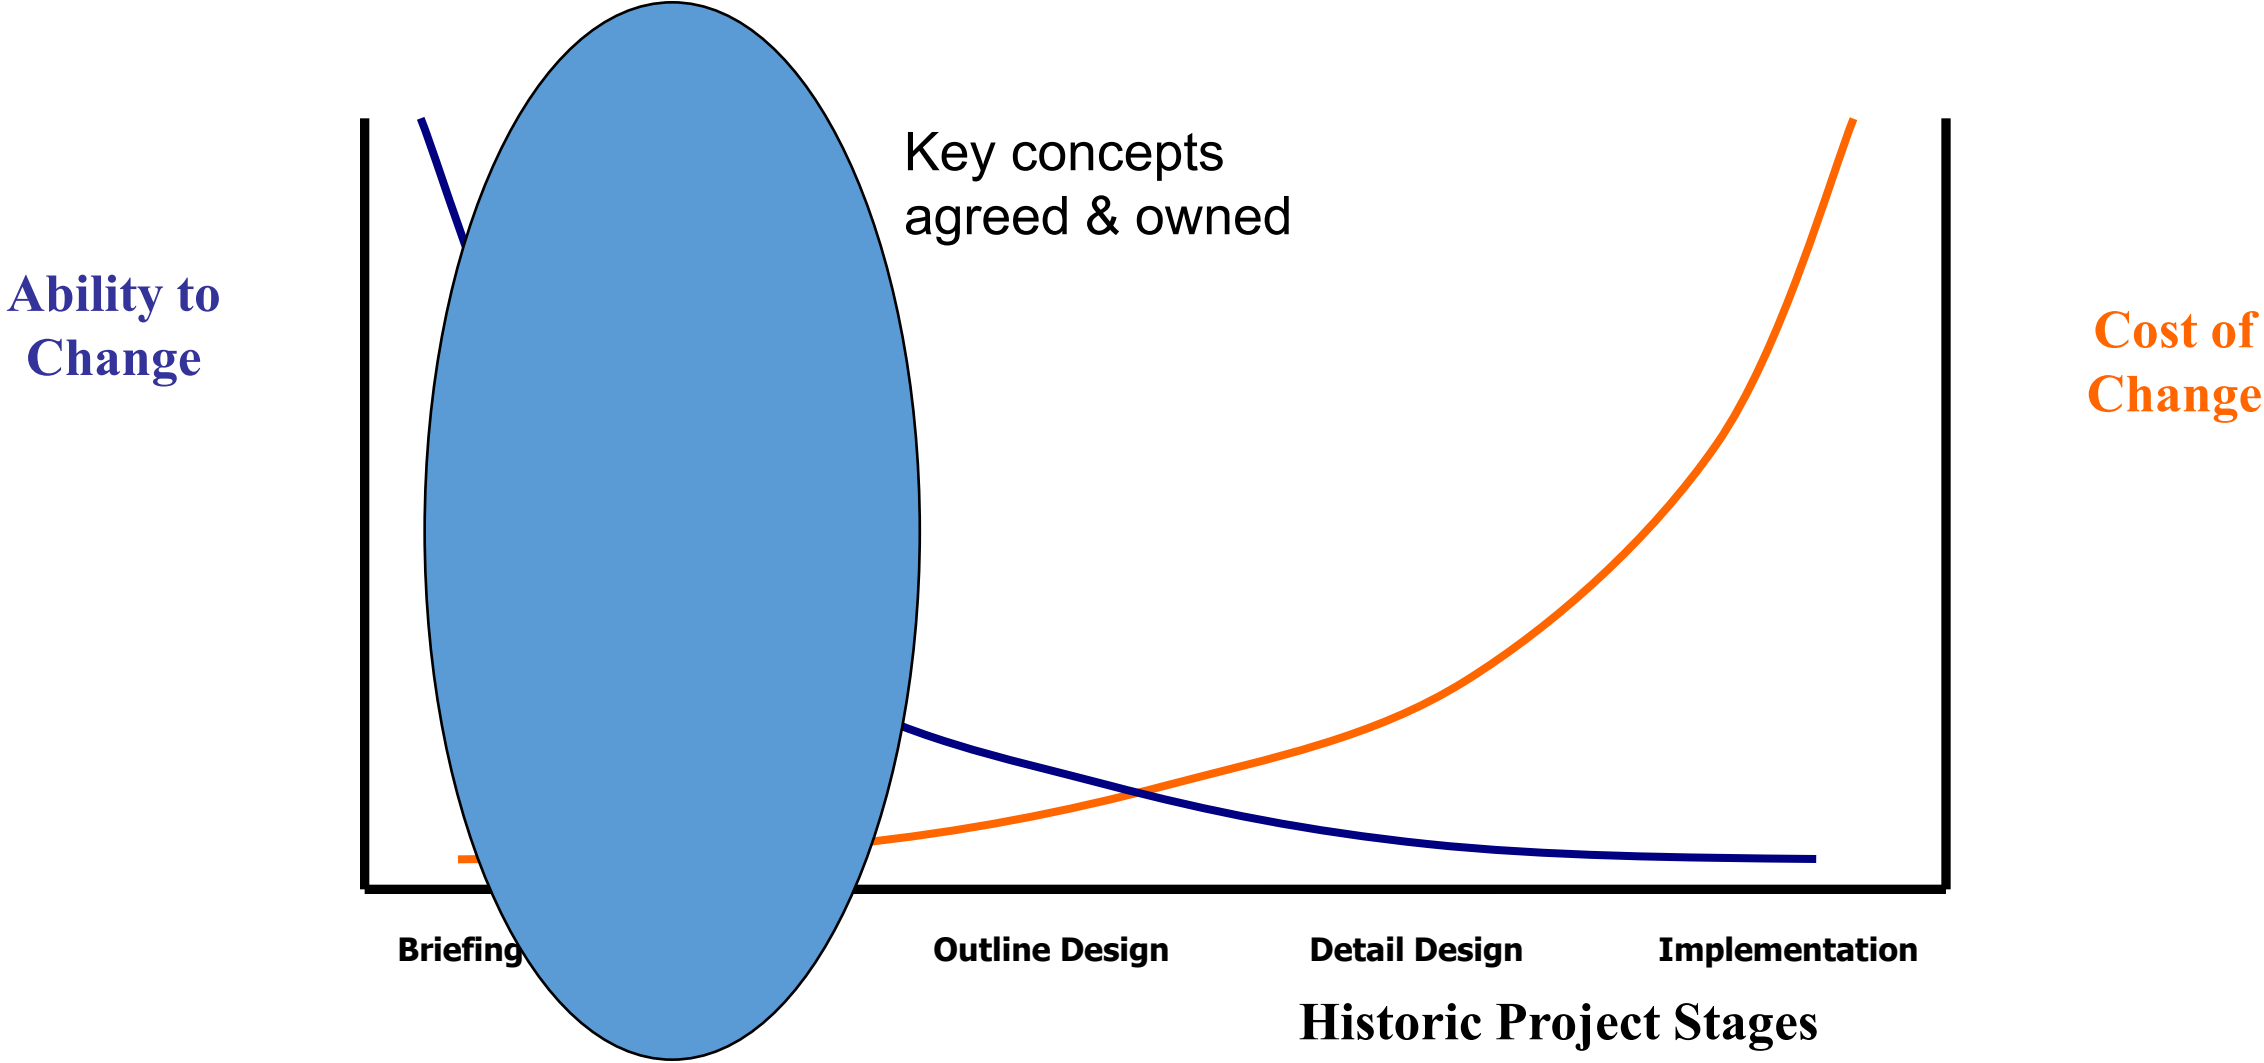 Key concepts
agreed & owned
Ability to
Change
Cost of
Change
Briefing
Outline Design
Detail Design
Implementation
Historic Project Stages